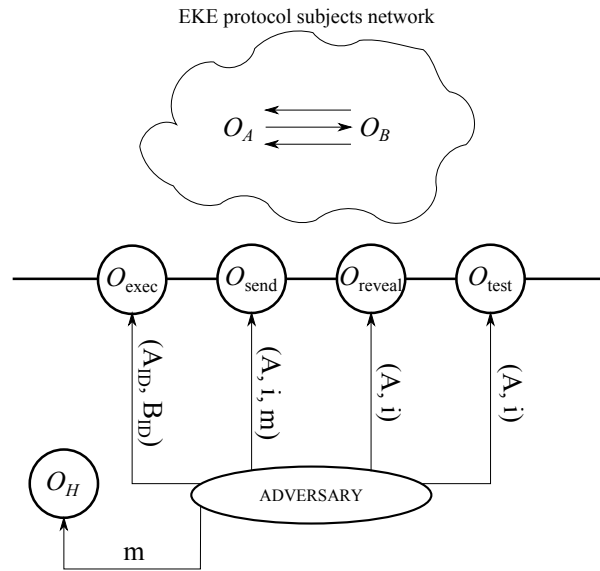 EKE protocol subjects network
O_A O_B
O_exec O_send O_reveal O_test
(A_ID, B_ID) (A, i, m) (A, i) (A, i)
O_H
ADVERSARY
m